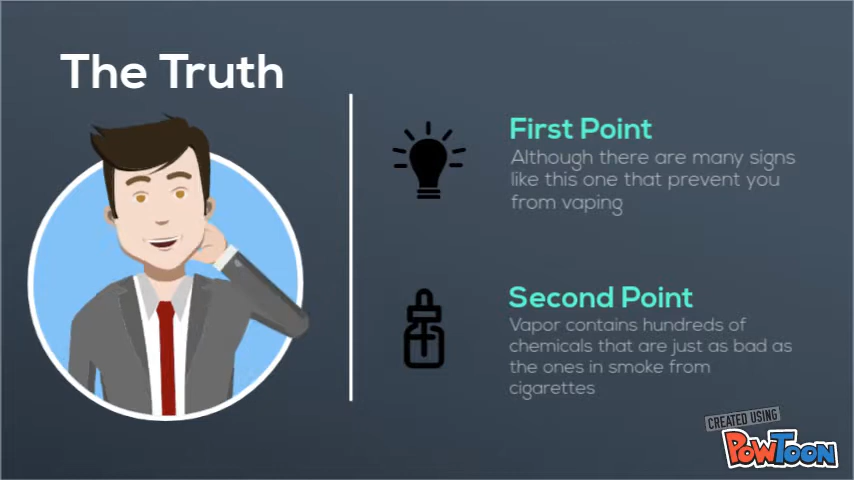 The Truth
First Point
Although there are many signs
like this one that prevent you
from vaping
Second Point
Vapor contains hundreds of
chemicals that are just as bad as
the ones in smoke from
cigarettes
CREATED USING
POWTOON